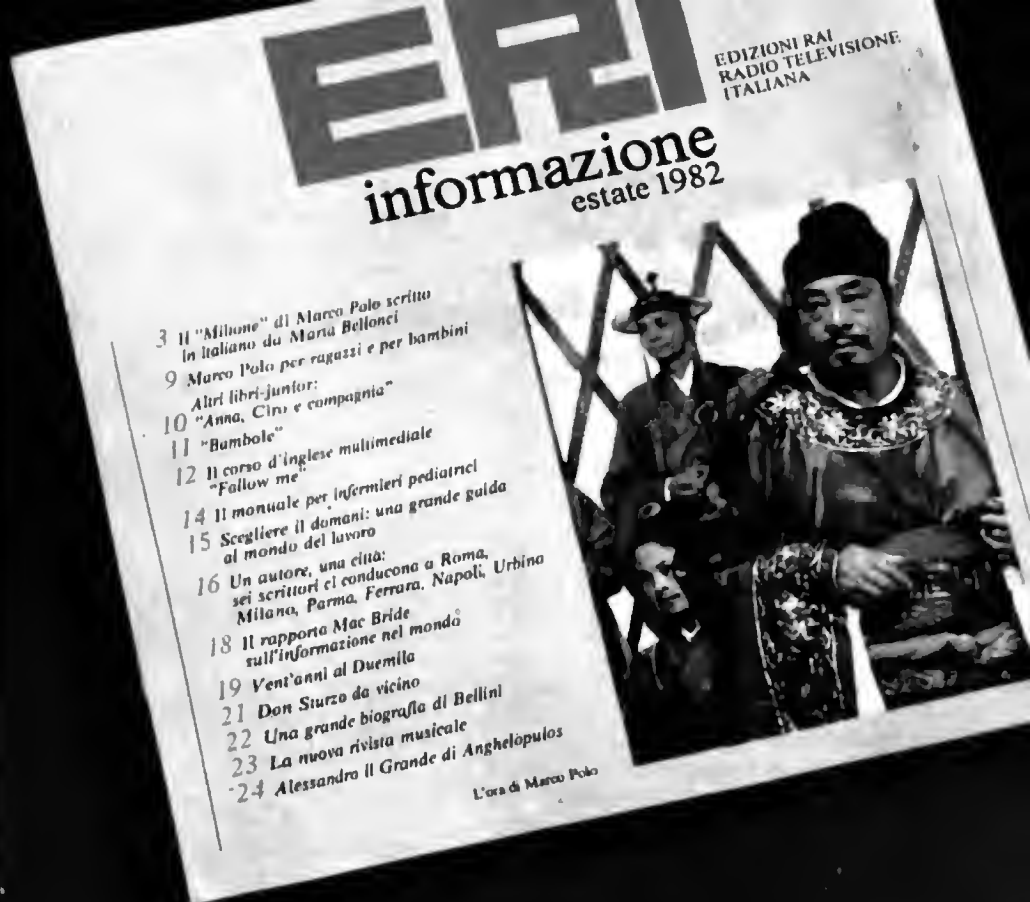 ERI
EDIZIONI RAI
RADIO TELEVISIONE
ITALIANA
informazione
estate 1982
3 Il "Milione" di Marco Polo scritto
in italiano da Maria Bellonci
9 Marco Polo per ragazzi e per bambini
Altri libri-junior:
10 "Anna, Ciro e compagnia"
11 "Bambole"
12 Il corso d'inglese multimediale
"Follow me"
14 Il manuale per infermieri pediatrici
15 Scegliere il domani: una grande guida
al mondo del lavoro
16 Un autore, una città:
sei scrittori ci conducono a Roma,
Milano, Parma, Ferrara, Napoli, Urbino
18 Il rapporto Mac Bride
sull'informazione nel mondo
19 Vent'anni al Duemila
21 Don Sturzo da vicino
22 Una grande biografia di Bellini
23 La nuova rivista musicale
24 Alessandro il Grande di Anghelopulos
L'ora di Marco Polo